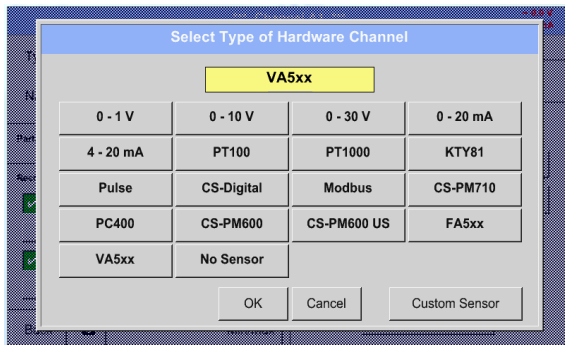 Select Type of Hardware Channel
VA5xx
0 - 1 V 0 - 10 V 0 - 30 V 0 - 20 mA
4 - 20 mA PT100 PT1000 KTY81
Pulse CS-Digital Modbus CS-PM710
PC400 CS-PM600 CS-PM600 US FA5xx
VA5xx No Sensor
OK Cancel Custom Sensor